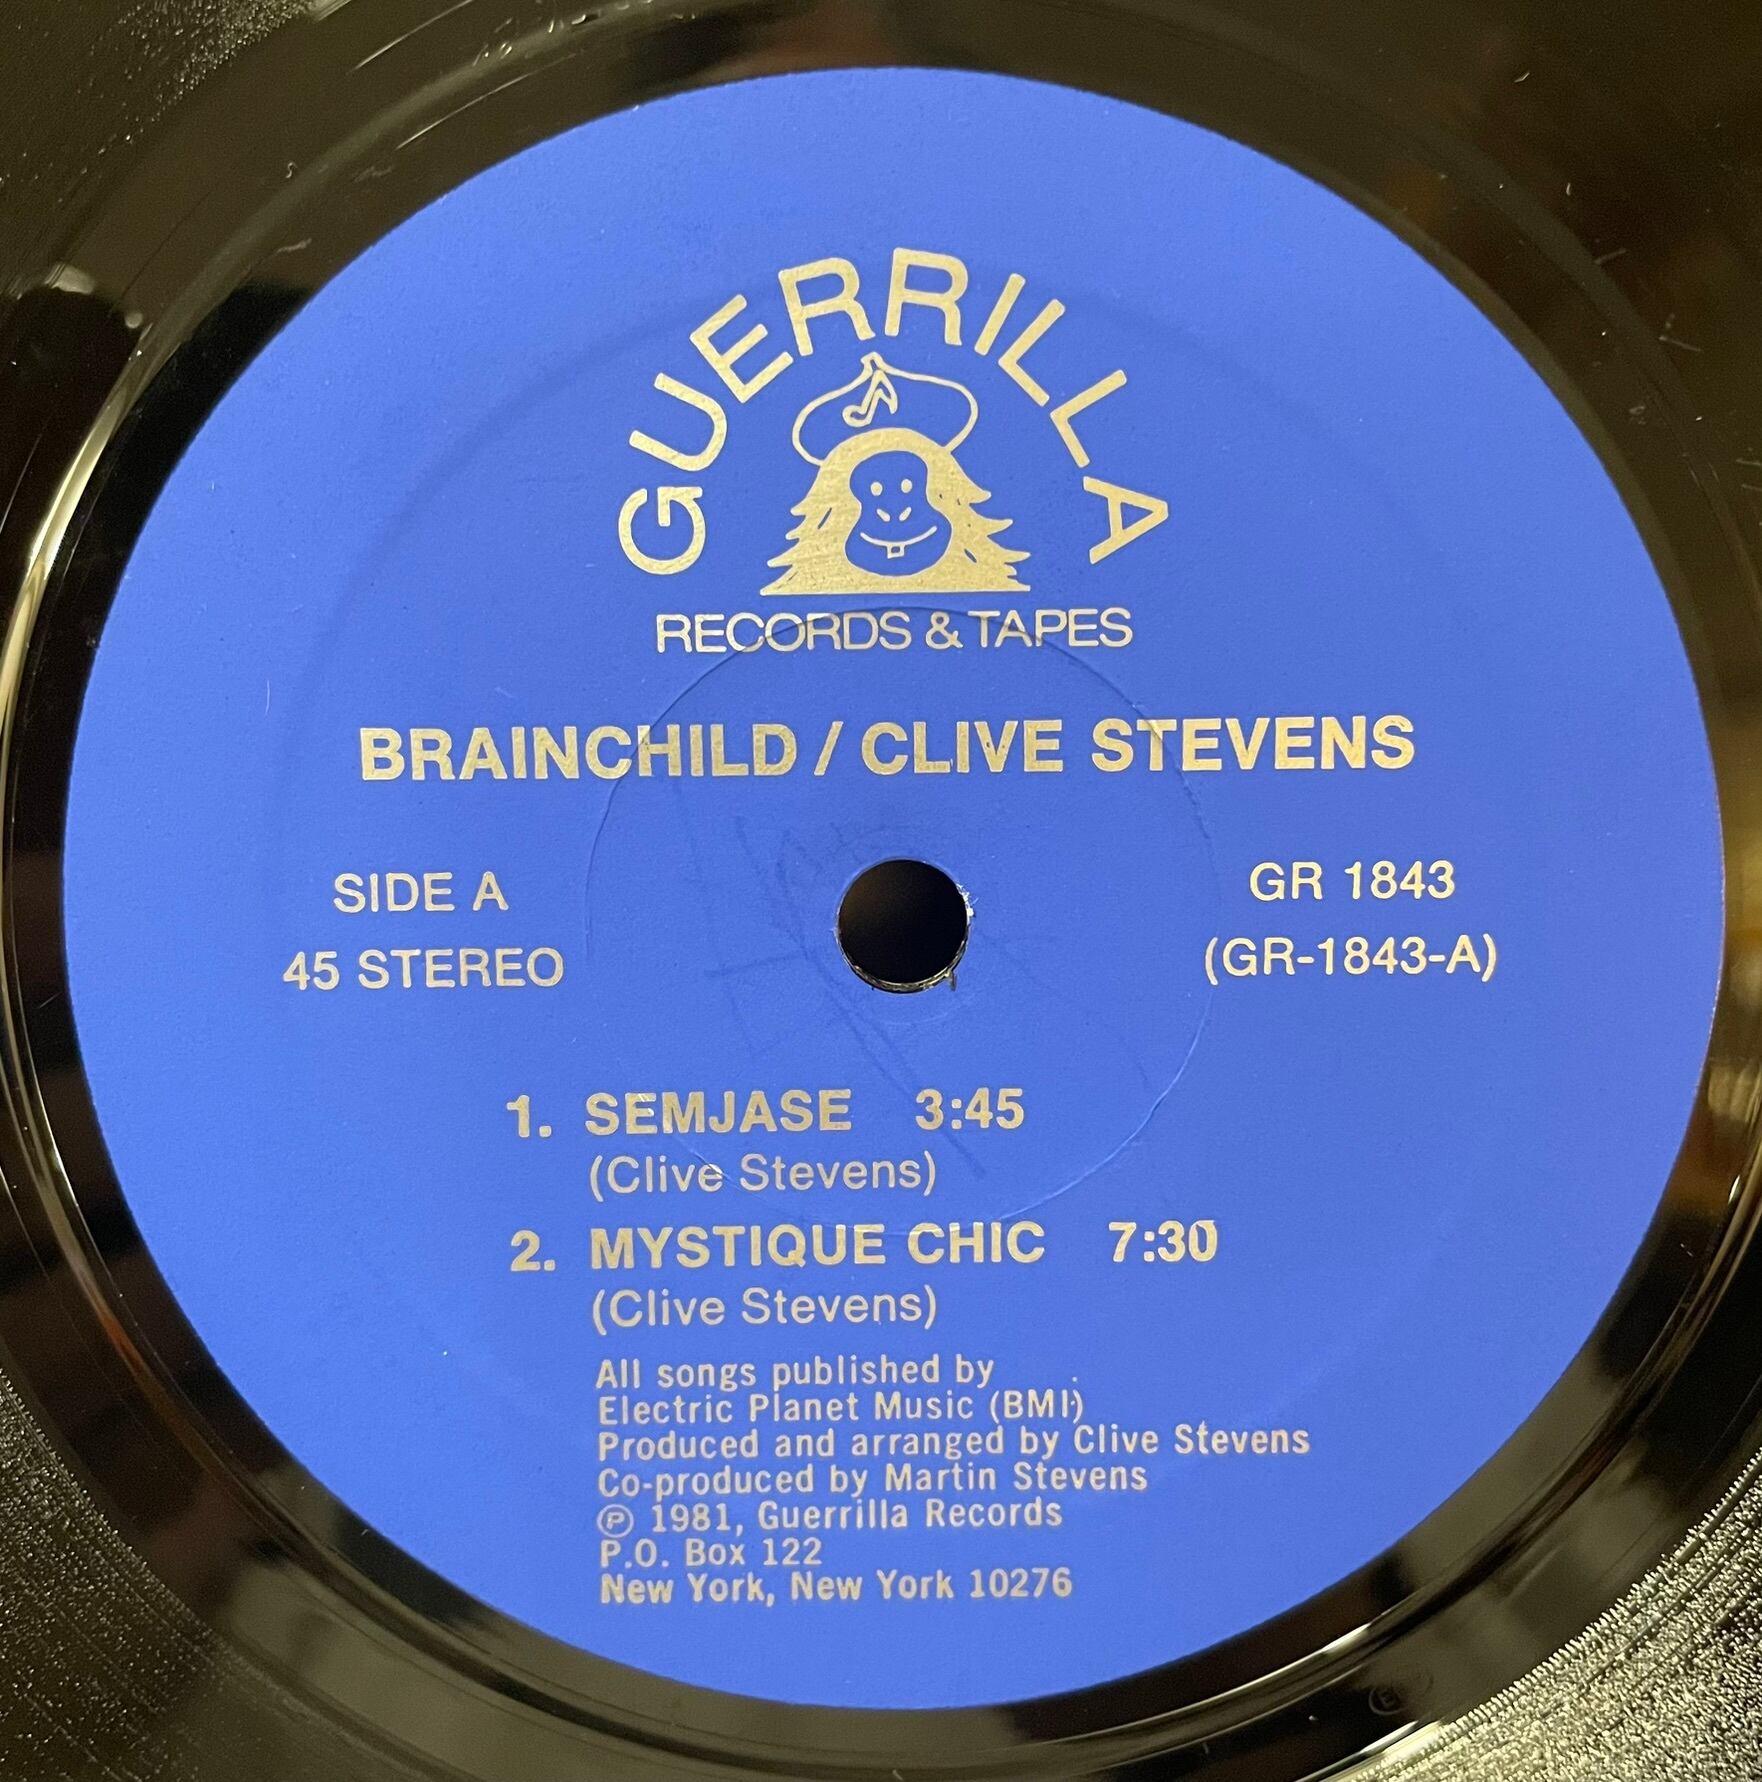 GUERRILLA
RECORDS & TAPES
BRAINCHILD / CLIVE STEVENS
SIDE A
45 STEREO
GR 1843
(GR-1843-A)
1. SEMJASE 3:45
(Clive Stevens)
2. MYSTIQUE CHIC 7:30
(Clive Stevens)
All songs published by
Electric Planet Music (BMI)
Produced and arranged by Clive Stevens
Co-produced by Martin Stevens
℗ 1981, Guerrilla Records
P.O. Box 122
New York, New York 10276